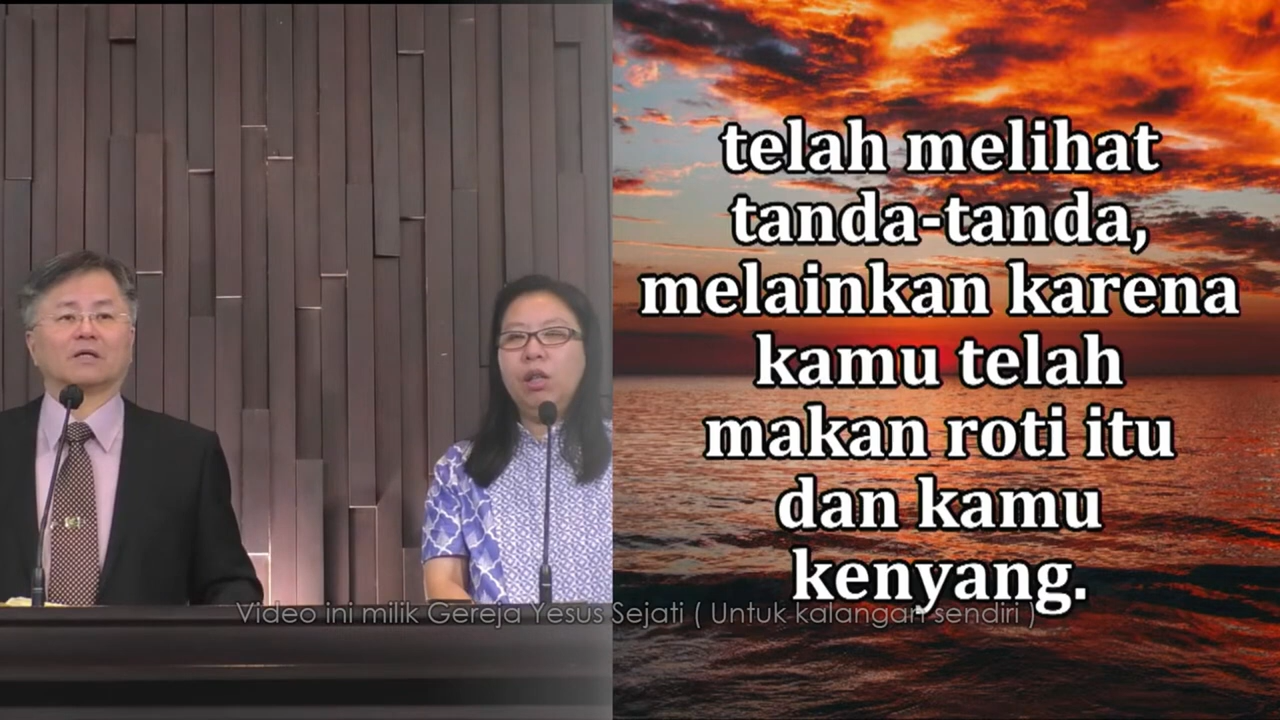 telah melihat
tanda-tanda,
melainkan karena
kamu telah
makan roti itu
dan kamu
kenyang.
Video ini milik Gereja Yesus Sejati ( Untuk kalangan sendiri )